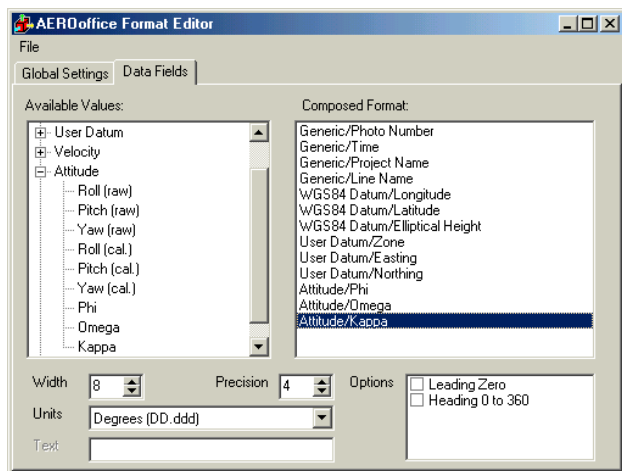 AEROoffice Format Editor
File
Global Settings
Data Fields
Available Values:
User Datum
Velocity
Attitude
Roll (raw)
Pitch (raw)
Yaw (raw)
Roll (cal.)
Pitch (cal.)
Yaw (cal.)
Phi
Omega
Kappa
Composed Format:
Generic/Photo Number
Generic/Time
Generic/Project Name
Generic/Line Name
WGS84 Datum/Longitude
WGS84 Datum/Latitude
WGS84 Datum/Elliptical Height
User Datum/Zone
User Datum/Easting
User Datum/Northing
Attitude/Phi
Attitude/Omega
Attitude/Kappa
Width 8
Precision 4
Options
Leading Zero
Heading 0 to 360
Units Degrees (DD.ddd)
Text